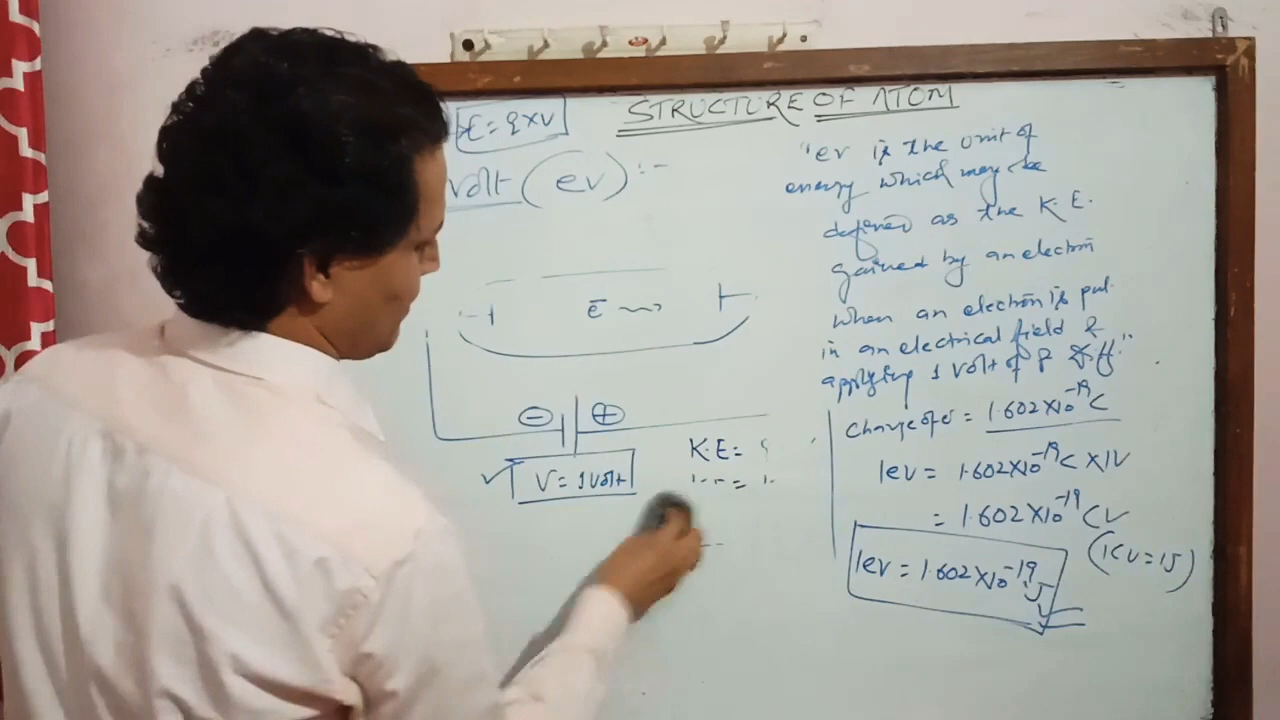 STRUCTURE OF ATOM
E = q x v
volt (ev) :-
ē
⊖ ⊕
V = 1 volt
K.E =
"ev is the unit of
energy which may be
defined as the K.E.
gained by an electron
when an electron is put
in an electrical field &
applying 1 volt of P diff."
Charge of e = 1.602×10⁻¹⁹ C
1ev = 1.602×10⁻¹⁹ C × 1V
= 1.602×10⁻¹⁹ CV
(1CV = 1J)
1ev = 1.602×10⁻¹⁹ J